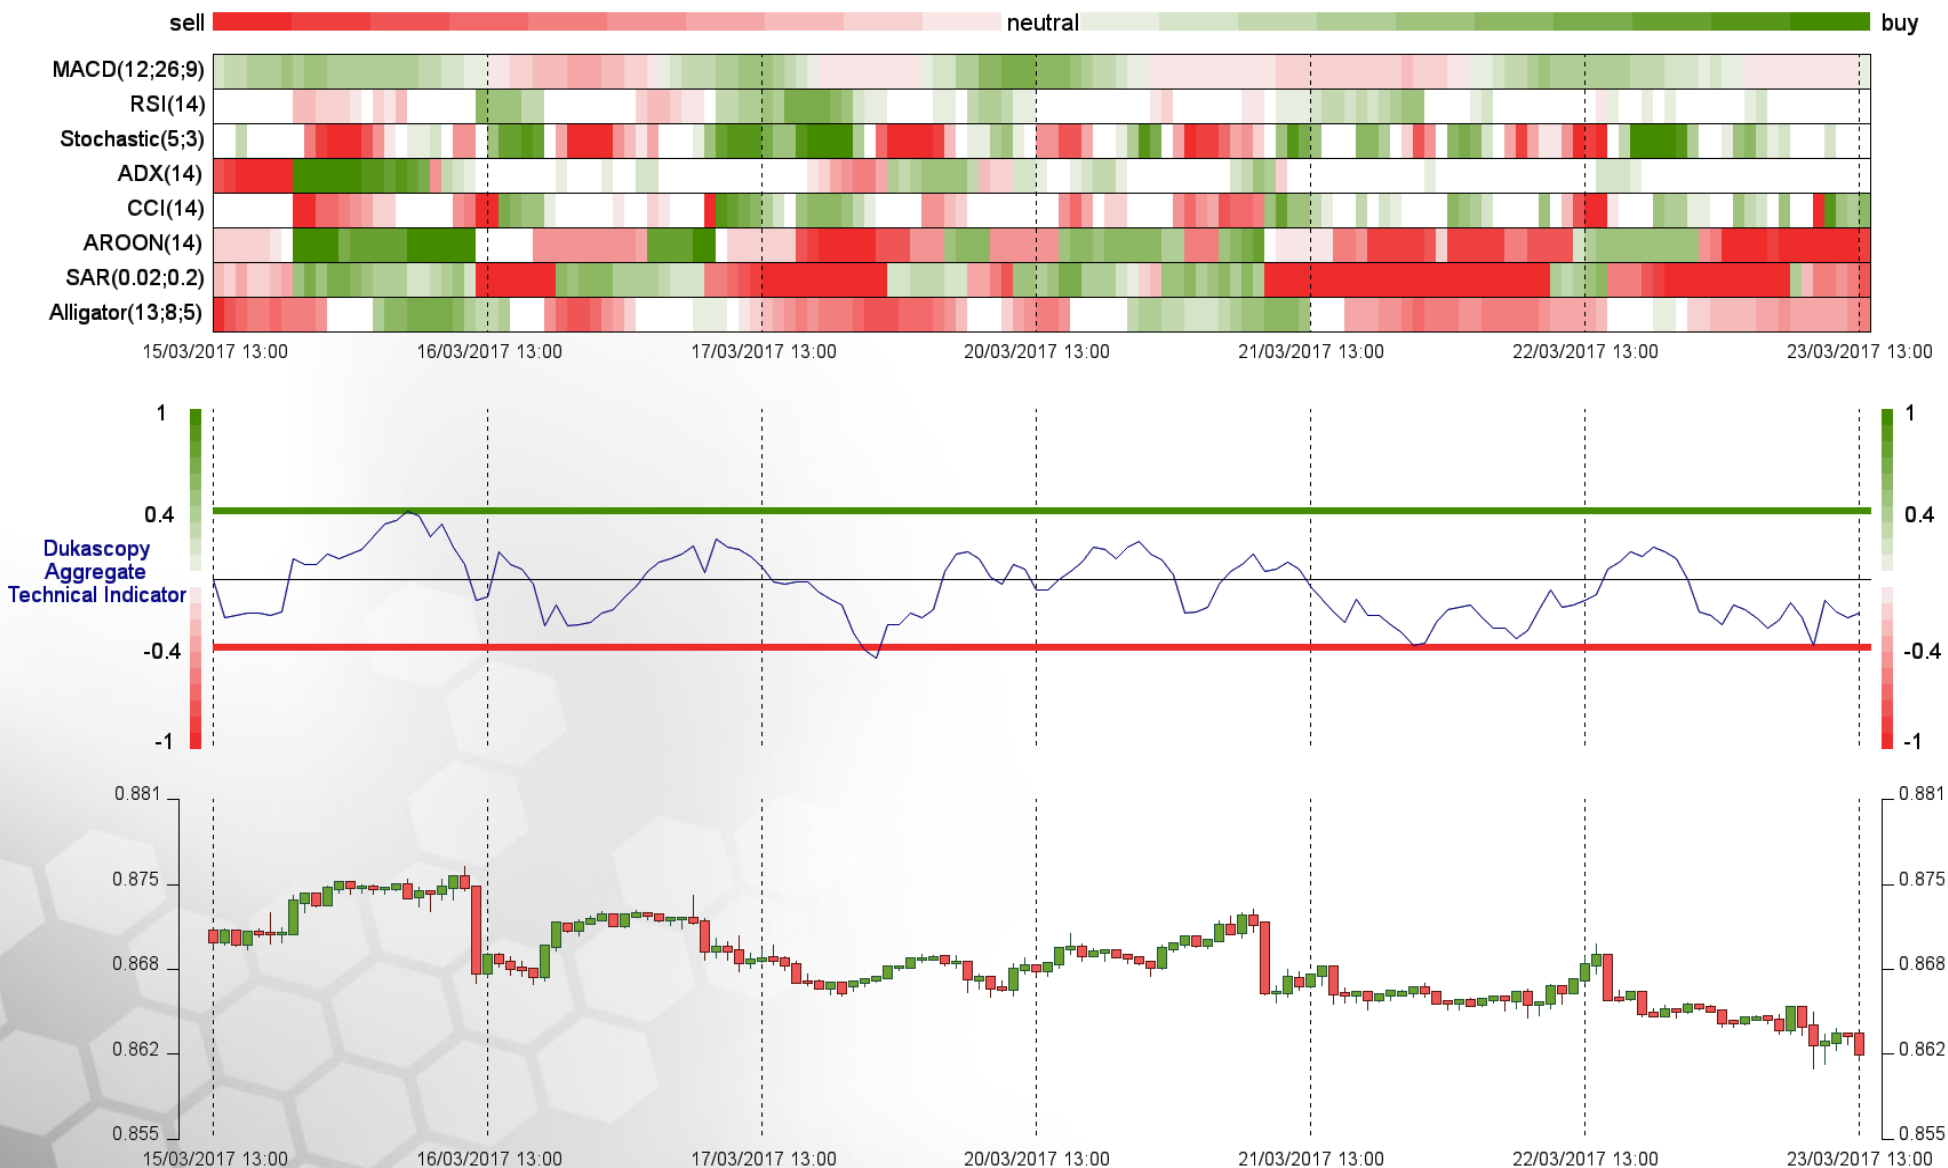 sell neutral buy
MACD(12;26;9)
RSI(14)
Stochastic(5;3)
ADX(14)
CCI(14)
AROON(14)
SAR(0.02;0.2)
Alligator(13;8;5)
15/03/2017 13:00 16/03/2017 13:00 17/03/2017 13:00 20/03/2017 13:00 21/03/2017 13:00 22/03/2017 13:00 23/03/2017 13:00
1 1
0.4 0.4
Dukascopy
Aggregate
Technical Indicator
-0.4 -0.4
-1 -1
0.881 0.881
0.875 0.875
0.868 0.868
0.862 0.862
0.855 0.855
15/03/2017 13:00 16/03/2017 13:00 17/03/2017 13:00 20/03/2017 13:00 21/03/2017 13:00 22/03/2017 13:00 23/03/2017 13:00